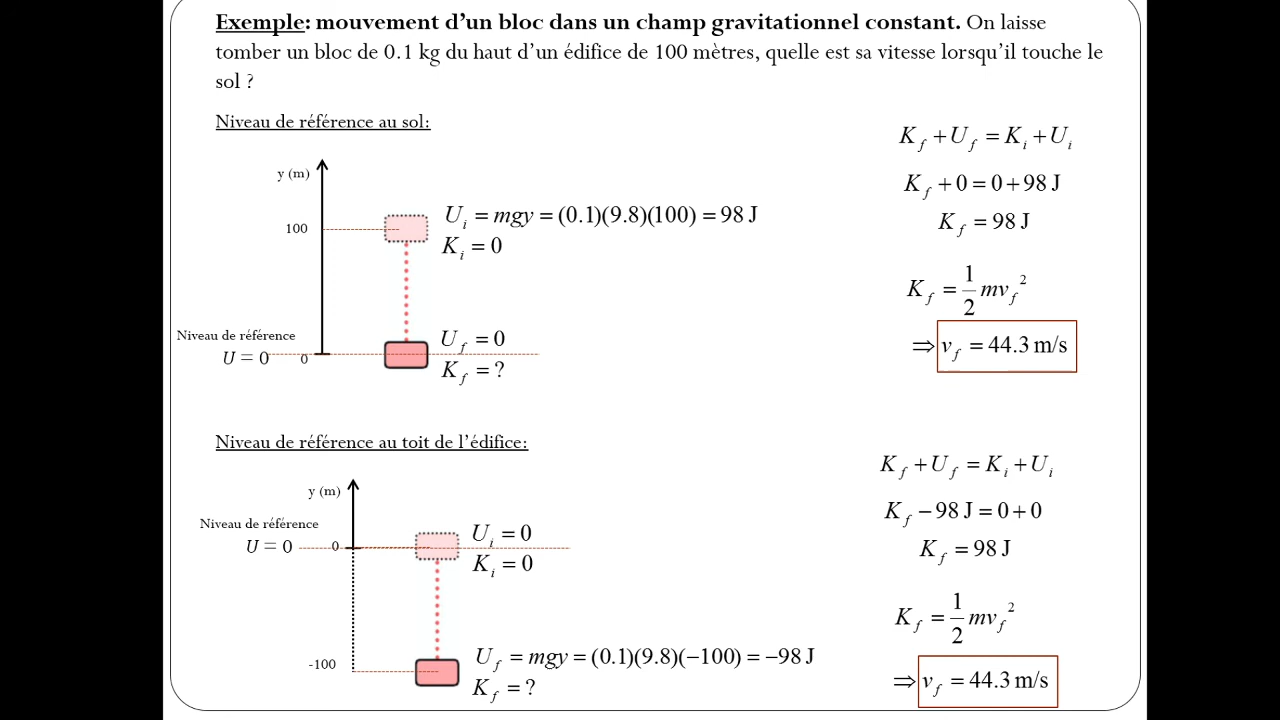 Exemple: mouvement d'un bloc dans un champ gravitationnel constant. On laisse
tomber un bloc de 0.1 kg du haut d'un édifice de 100 mètres, quelle est sa vitesse lorsqu'il touche le
sol ?
Niveau de référence au sol:
y (m)
100
U_i = mgy = (0.1)(9.8)(100) = 98 J
K_i = 0
Niveau de référence
U = 0
0
U_f = 0
K_f = ?
K_f + U_f = K_i + U_i
K_f + 0 = 0 + 98 J
K_f = 98 J
K_f = 1/2 mv_f²
⇒ v_f = 44.3 m/s
Niveau de référence au toit de l'édifice:
y (m)
Niveau de référence
U = 0
0
U_i = 0
K_i = 0
-100
U_f = mgy = (0.1)(9.8)(−100) = −98 J
K_f = ?
K_f + U_f = K_i + U_i
K_f − 98 J = 0 + 0
K_f = 98 J
K_f = 1/2 mv_f²
⇒ v_f = 44.3 m/s